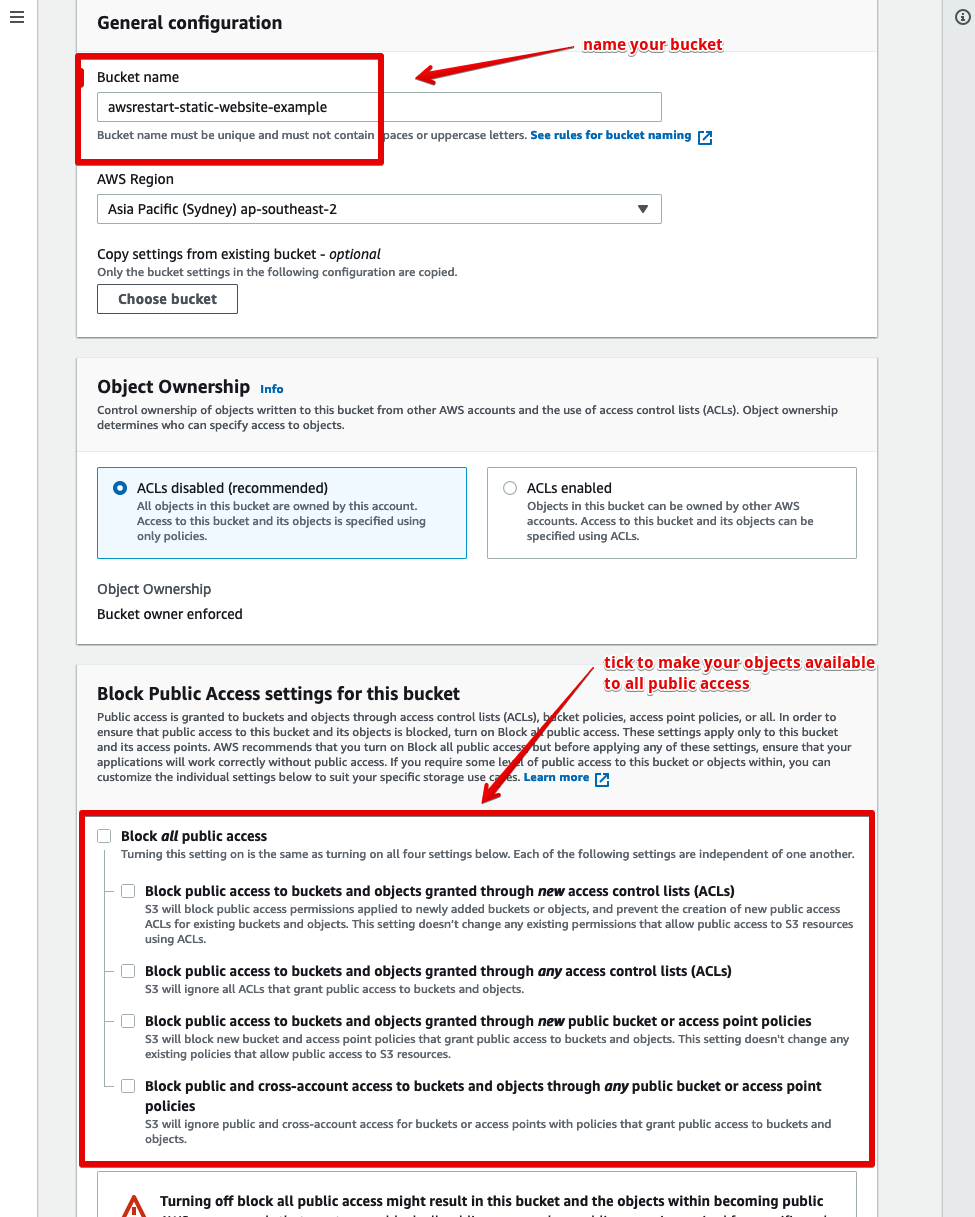 General configuration
name your bucket
Bucket name
awsrestart-static-website-example
Bucket name must be unique and must not contain spaces or uppercase letters. See rules for bucket naming
AWS Region
Asia Pacific (Sydney) ap-southeast-2
Copy settings from existing bucket - optional
Only the bucket settings in the following configuration are copied.
Choose bucket
Object Ownership Info
Control ownership of objects written to this bucket from other AWS accounts and the use of access control lists (ACLs). Object ownership
determines who can specify access to objects.
ACLs disabled (recommended)
All objects in this bucket are owned by this account.
Access to this bucket and its objects is specified using
only policies.
ACLs enabled
Objects in this bucket can be owned by other AWS
accounts. Access to this bucket and its objects can be
specified using ACLs.
Object Ownership
Bucket owner enforced
tick to make your objects available
to all public access
Block Public Access settings for this bucket
Public access is granted to buckets and objects through access control lists (ACLs), bucket policies, access point policies, or all. In order to
ensure that public access to this bucket and its objects is blocked, turn on Block all public access. These settings apply only to this bucket
and its access points. AWS recommends that you turn on Block all public access, but before applying any of these settings, ensure that your
applications will work correctly without public access. If you require some level of public access to this bucket or objects within, you can
customize the individual settings below to suit your specific storage use cases. Learn more
Block all public access
Turning this setting on is the same as turning on all four settings below. Each of the following settings are independent of one another.
Block public access to buckets and objects granted through new access control lists (ACLs)
S3 will block public access permissions applied to newly added buckets or objects, and prevent the creation of new public access
ACLs for existing buckets and objects. This setting doesn't change any existing permissions that allow public access to S3 resources
using ACLs.
Block public access to buckets and objects granted through any access control lists (ACLs)
S3 will ignore all ACLs that grant public access to buckets and objects.
Block public access to buckets and objects granted through new public bucket or access point policies
S3 will block new bucket and access point policies that grant public access to buckets and objects. This setting doesn't change any
existing policies that allow public access to S3 resources.
Block public and cross-account access to buckets and objects through any public bucket or access point
policies
S3 will ignore public and cross-account access for buckets or access points with policies that grant public access to buckets and
objects.
Turning off block all public access might result in this bucket and the objects within becoming public